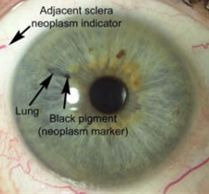 Adjacent sclera
neoplasm indicator
Lung
Black pigment
(neoplasm marker)